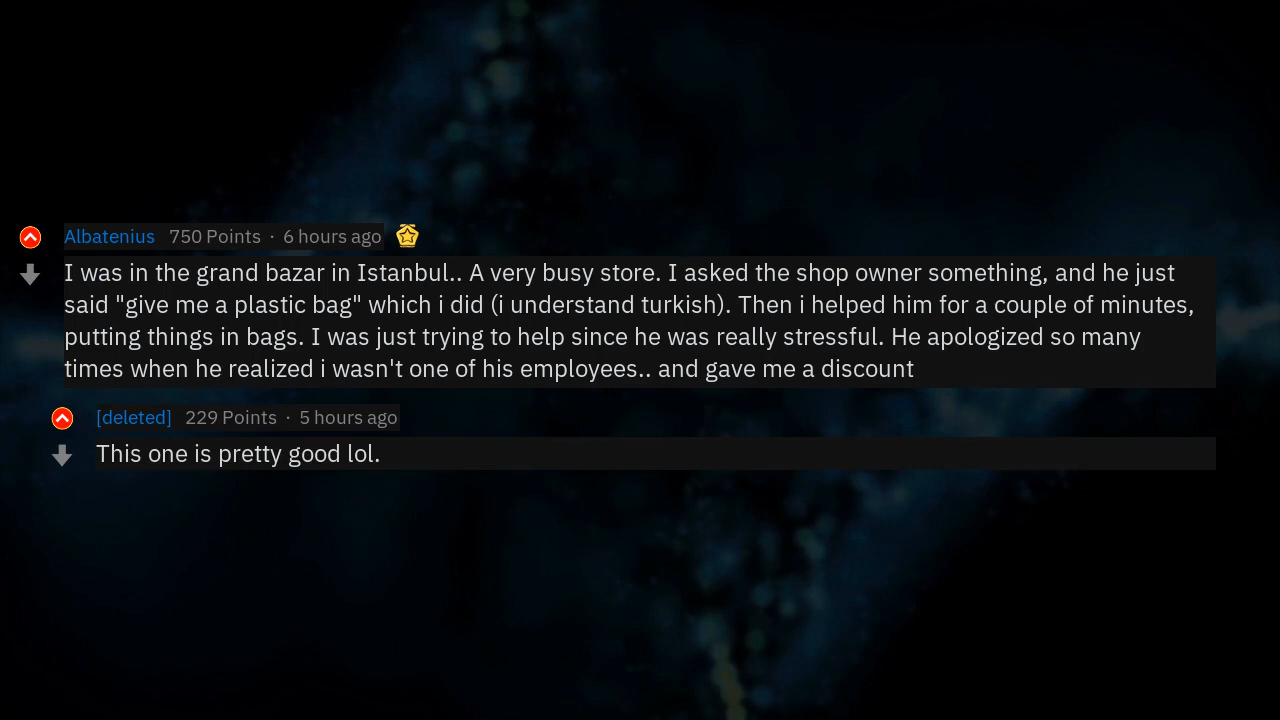 Albatenius 750 Points · 6 hours ago
I was in the grand bazar in Istanbul.. A very busy store. I asked the shop owner something, and he just
said "give me a plastic bag" which i did (i understand turkish). Then i helped him for a couple of minutes,
putting things in bags. I was just trying to help since he was really stressful. He apologized so many
times when he realized i wasn't one of his employees.. and gave me a discount
[deleted] 229 Points · 5 hours ago
This one is pretty good lol.